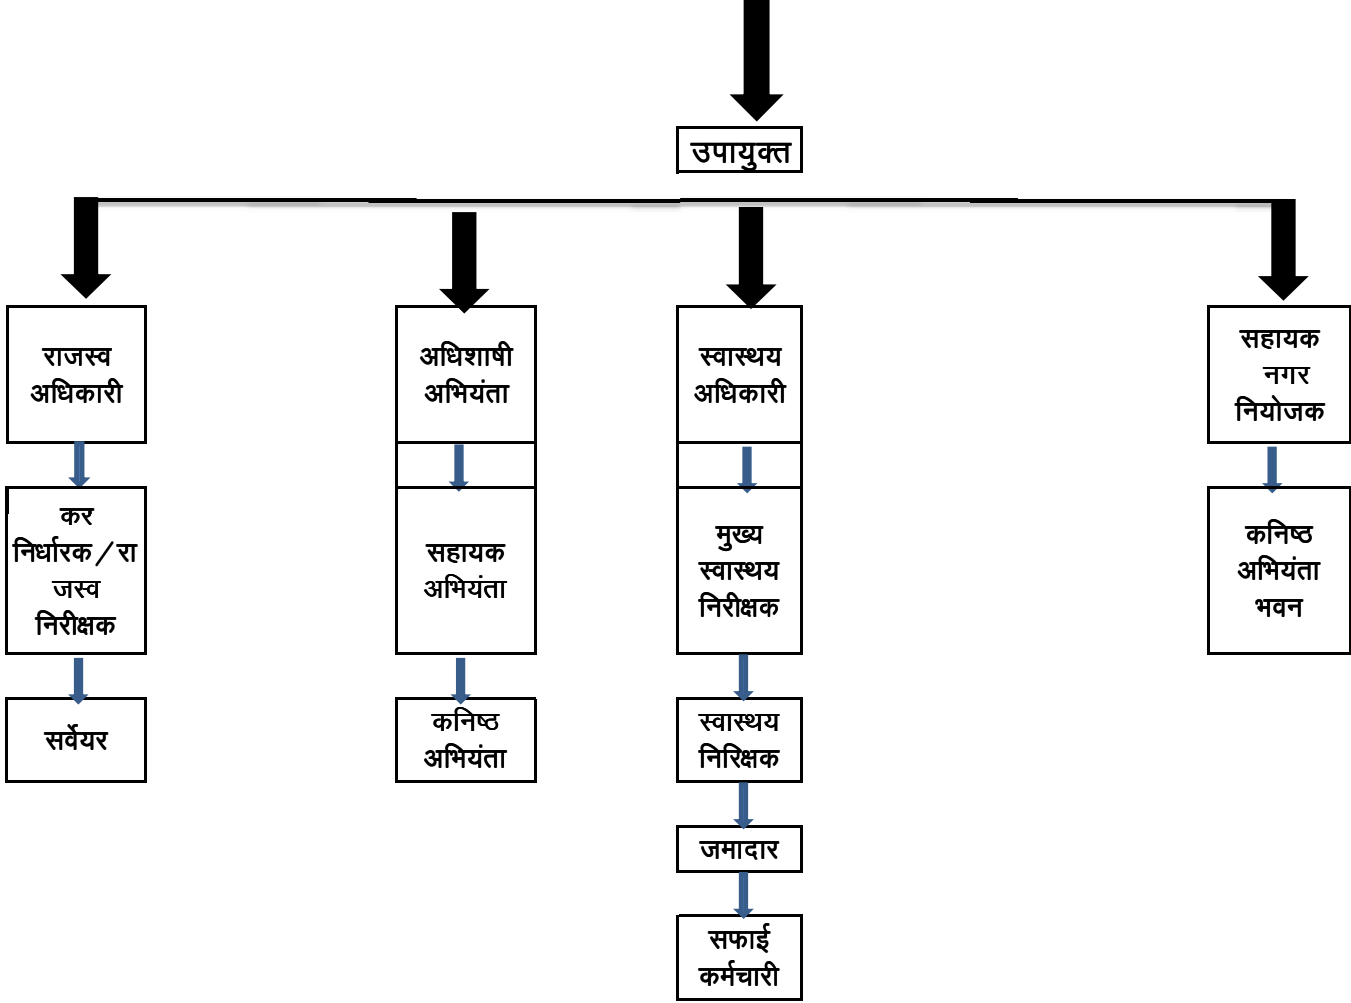 उपायुक्त
राजस्व
अधिकारी
अधिशाषी
अभियंता
स्वास्थय
अधिकारी
सहायक
नगर
नियोजक
कर
निर्धारक/रा
जस्व
निरीक्षक
सहायक
अभियंता
मुख्य
स्वास्थय
निरीक्षक
कनिष्ठ
अभियंता
भवन
सर्वेयर
कनिष्ठ
अभियंता
स्वास्थय
निरिक्षक
जमादार
सफाई
कर्मचारी